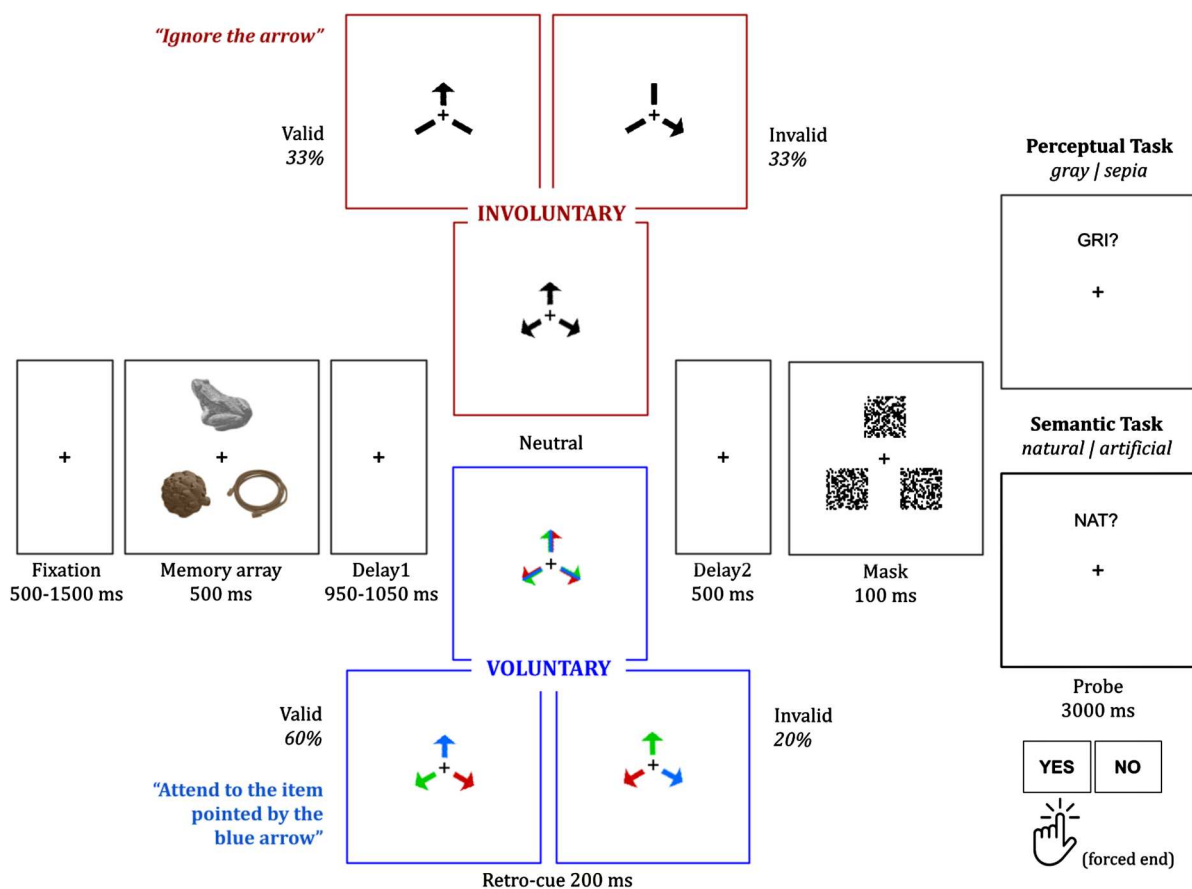 “Ignore the arrow”
Valid
33%
Invalid
33%
INVOLUNTARY
Perceptual Task
gray | sepia
GRI?
+
+
+
+
+
+
+
Fixation
500-1500 ms
+
Memory array
500 ms
+
Delay1
950-1050 ms
Neutral
+
Delay2
500 ms
+
Mask
100 ms
Semantic Task
natural | artificial
NAT?
+
Probe
3000 ms
VOLUNTARY
Valid
60%
Invalid
20%
+
+
“Attend to the item
pointed by the
blue arrow”
Retro-cue 200 ms
YES
NO
(forced end)